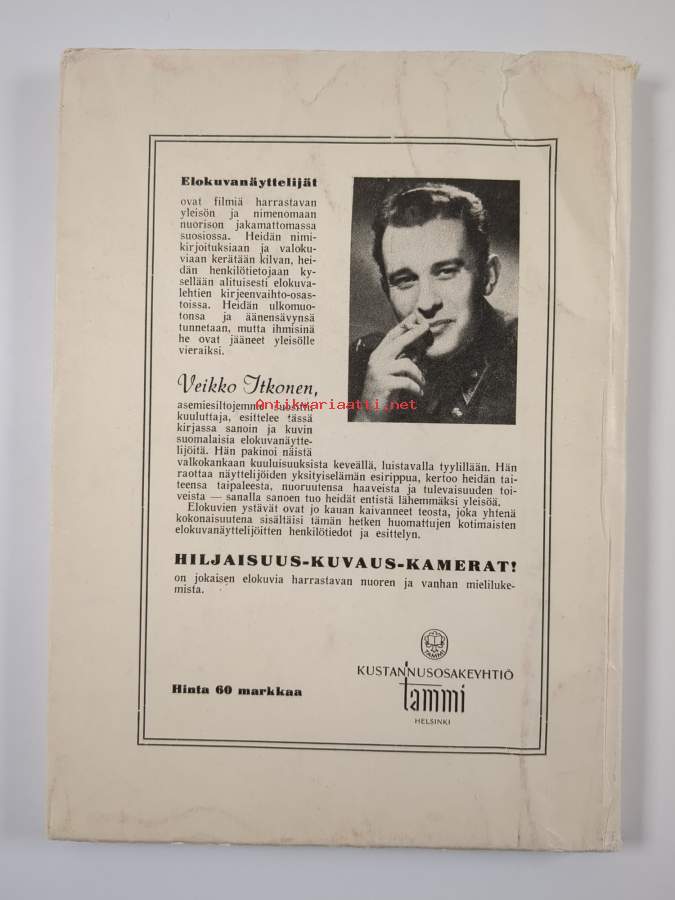 Elokuvanäyttelijät
ovat filmiä harrastavan
yleisön ja nimenomaan
nuorison jakamattomassa
suosiossa. Heidän nimi-
kirjoituksiaan ja valoku-
viaan kerätään kilvan, hei-
dän henkilötietojaan ky-
sellään alituisesti elokuva-
lehtien kirjeenvaihto-osas-
toissa. Heidän ulkomuo-
tonsa ja äänensävynsä
tunnetaan, mutta ihmisinä
he ovat jääneet yleisölle
vieraiksi.
Veikko Itkonen,
Antikvariaatti.net
asemiesiltojemme suosittu
kuuluttaja, esittelee tässä
kirjassa sanoin ja kuvin
suomalaisia elokuvanäytte-
lijöitä. Hän pakinoi näistä
valkokankaan kuuluisuuksista keveällä, luistavalla tyylillään. Hän
raottaa näyttelijöiden yksityiselämän esirippua, kertoo heidän tai-
teensa taipaleesta, nuoruutensa haaveista ja tulevaisuuden toi-
veista — sanalla sanoen tuo heidät entistä lähemmäksi yleisöä.
Elokuvien ystävät ovat jo kauan kaivanneet teosta, joka yhtenä
kokonaisuutena sisältäisi tämän hetken huomattujen kotimaisten
elokuvanäyttelijöitten henkilötiedot ja esittelyn.
HILJAISUUS-KUVAUS-KAMERAT!
on jokaisen elokuvia harrastavan nuoren ja vanhan mieliluke-
mista.
TAMMI
KUSTANNUSOSAKEYHTIÖ
Hinta 60 markkaa
tammi
HELSINKI